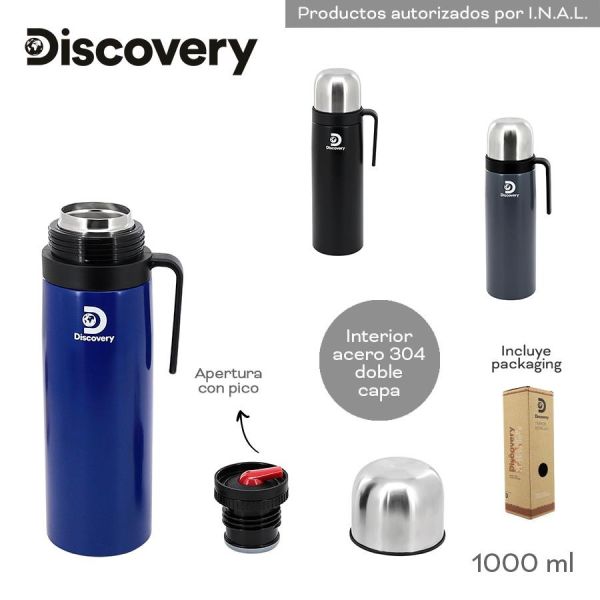 Productos autorizados por I.N.A.L.
Discovery
Discovery
Discovery
Discovery
Interior
acero 304
doble
capa
Incluye
packaging
Apertura
con pico
Discovery
1000 ml